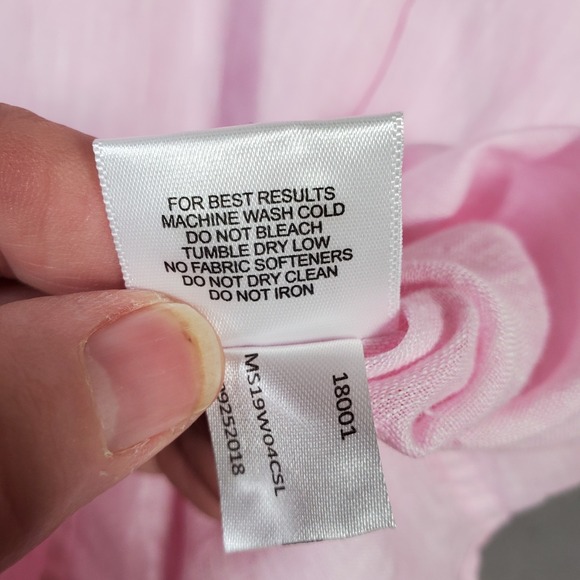 FOR BEST RESULTS
MACHINE WASH COLD
DO NOT BLEACH
TUMBLE DRY LOW
NO FABRIC SOFTENERS
DO NOT DRY CLEAN
DO NOT IRON
18001
MS19W04CSL
09252018